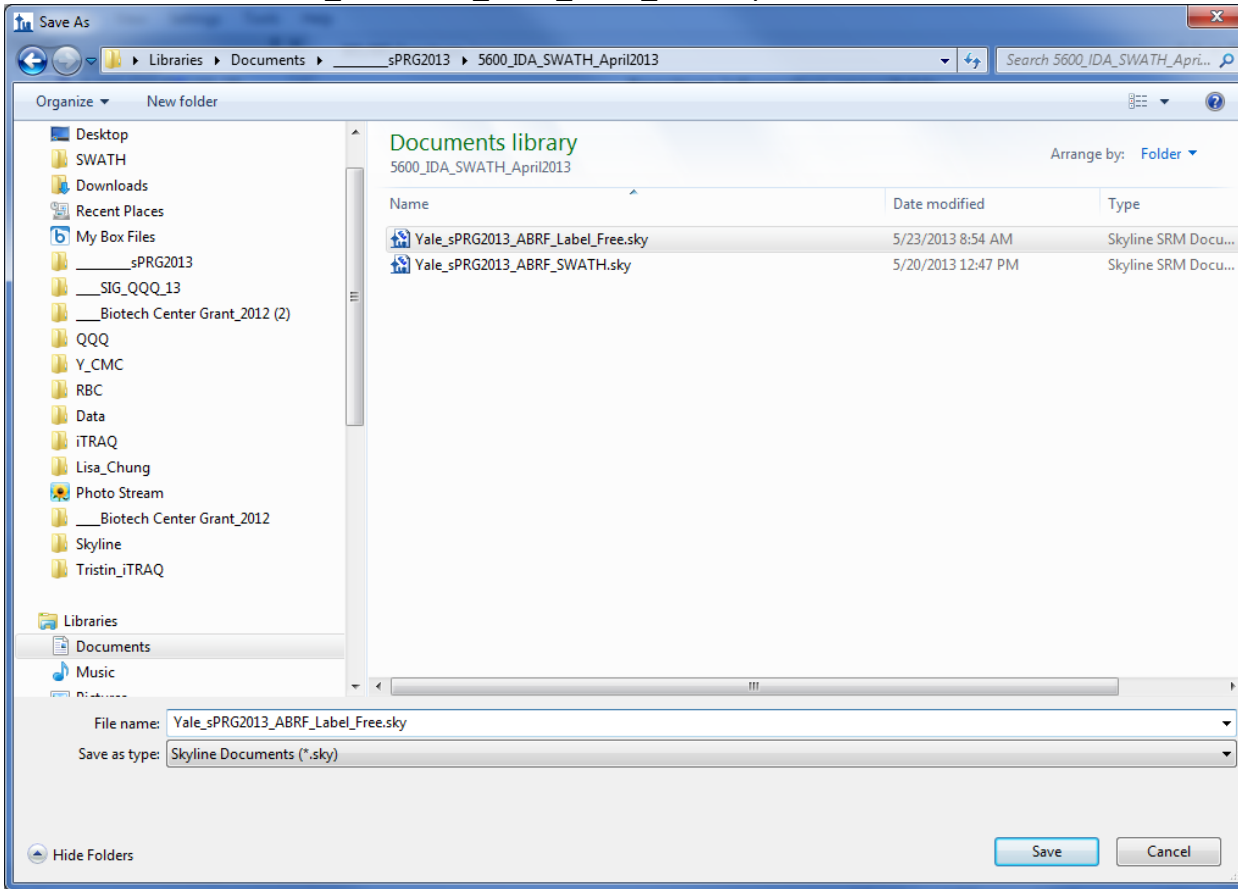 Save As
Libraries ▸ Documents ▸ _______sPRG2013 ▸ 5600_IDA_SWATH_April2013
Search 5600_IDA_SWATH_Apri...
Organize New folder
Desktop
SWATH
Downloads
Recent Places
My Box Files
________sPRG2013
___SIG_QQQ_13
___Biotech Center Grant_2012 (2)
QQQ
Y_CMC
RBC
Data
iTRAQ
Lisa_Chung
Photo Stream
____Biotech Center Grant_2012
Skyline
Tristin_iTRAQ
Libraries
Documents
Music
Documents library
5600_IDA_SWATH_April2013
Arrange by: Folder
Name Date modified Type
Yale_sPRG2013_ABRF_Label_Free.sky 5/23/2013 8:54 AM Skyline SRM Docu...
Yale_sPRG2013_ABRF_SWATH.sky 5/20/2013 12:47 PM Skyline SRM Docu...
File name: Yale_sPRG2013_ABRF_Label_Free.sky
Save as type: Skyline Documents (*.sky)
Hide Folders
Save Cancel